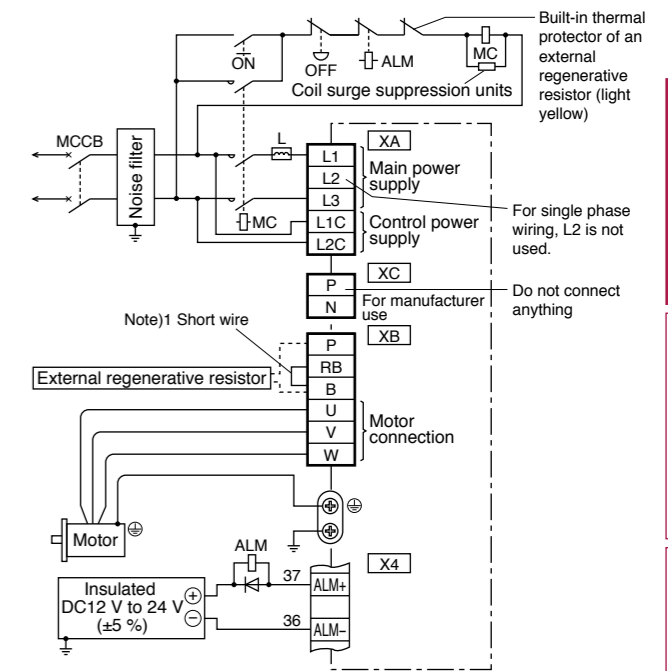 Built-in thermal
protector of an
external
regenerative
resistor (light
yellow)
ON
OFF
ALM
MC
Coil surge suppression units
MCCB
Noise filter
L
MC
XA
L1
L2
L3
L1C
L2C
Main power
supply
Control power
supply
For single phase
wiring, L2 is not
used.
XC
P
N
For manufacturer
use
Do not connect
anything
Note)1 Short wire
XB
P
RB
B
U
V
W
External regenerative resistor
Motor
connection
Motor
ALM
X4
Insulated
DC12 V to 24 V
(±5 %)
+
−
37
ALM+
36
ALM−